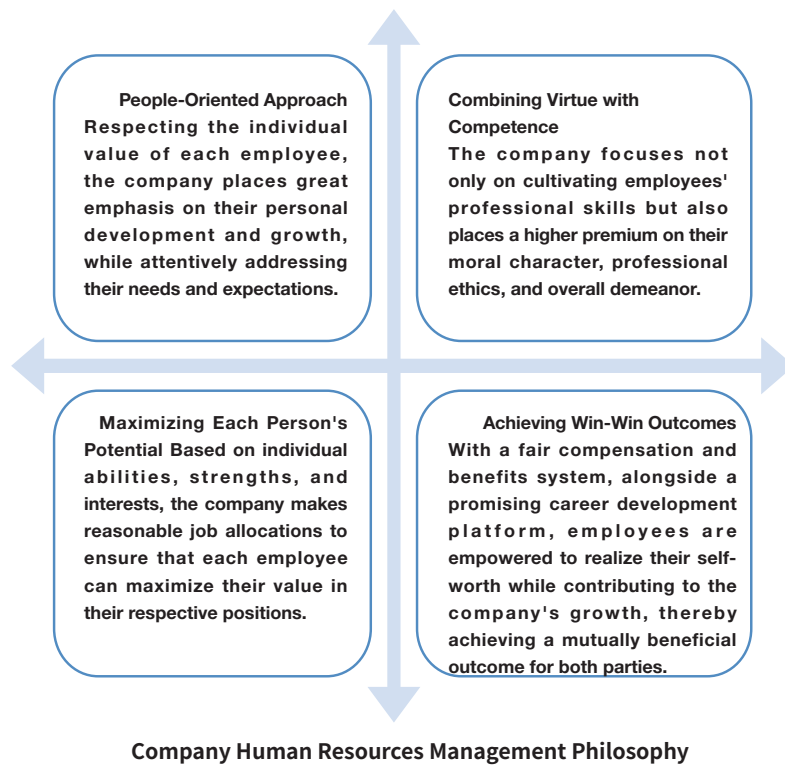 People-Oriented Approach
Respecting the individual
value of each employee,
the company places great
emphasis on their personal
development and growth,
while attentively addressing
their needs and expectations.
Combining Virtue with
Competence
The company focuses not
only on cultivating employees'
professional skills but also
places a higher premium on their
moral character, professional
ethics, and overall demeanor.
Maximizing Each Person's
Potential Based on individual
abilities, strengths, and
interests, the company makes
reasonable job allocations to
ensure that each employee
can maximize their value in
their respective positions.
Achieving Win-Win Outcomes
With a fair compensation and
benefits system, alongside a
promising career development
platform, employees are
empowered to realize their self-
worth while contributing to the
company's growth, thereby
achieving a mutually beneficial
outcome for both parties.
Company Human Resources Management Philosophy